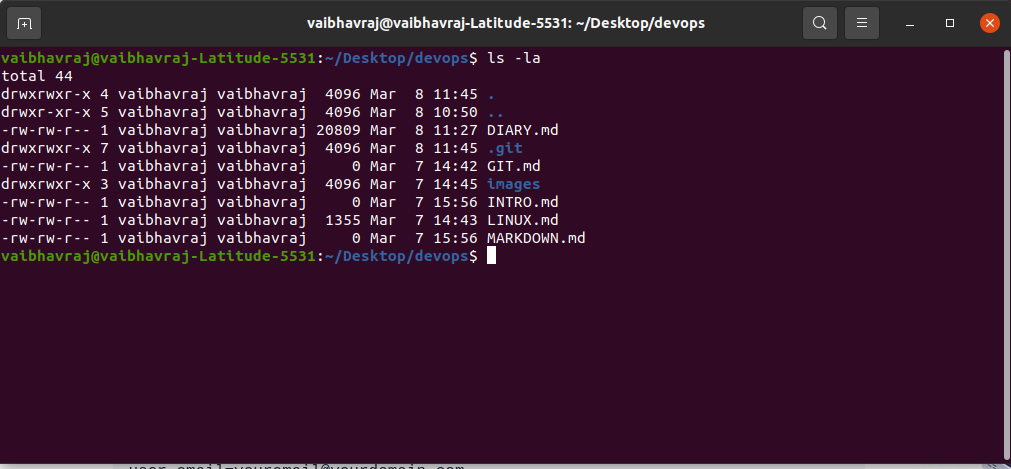 vaibhavraj@vaibhavraj-Latitude-5531: ~/Desktop/devops
vaibhavraj@vaibhavraj-Latitude-5531:~/Desktop/devops$ ls -la
total 44
drwxrwxr-x 4 vaibhavraj vaibhavraj  4096 Mar  8 11:45 .
drwxr-xr-x 5 vaibhavraj vaibhavraj  4096 Mar  8 10:50 ..
-rw-rw-r-- 1 vaibhavraj vaibhavraj 20809 Mar  8 11:27 DIARY.md
drwxrwxr-x 7 vaibhavraj vaibhavraj  4096 Mar  8 11:45 .git
-rw-rw-r-- 1 vaibhavraj vaibhavraj     0 Mar  7 14:42 GIT.md
drwxrwxr-x 3 vaibhavraj vaibhavraj  4096 Mar  7 14:45 images
-rw-rw-r-- 1 vaibhavraj vaibhavraj     0 Mar  7 15:56 INTRO.md
-rw-rw-r-- 1 vaibhavraj vaibhavraj  1355 Mar  7 14:43 LINUX.md
-rw-rw-r-- 1 vaibhavraj vaibhavraj     0 Mar  7 15:56 MARKDOWN.md
vaibhavraj@vaibhavraj-Latitude-5531:~/Desktop/devops$
user.email=youremail@yourdomain.com